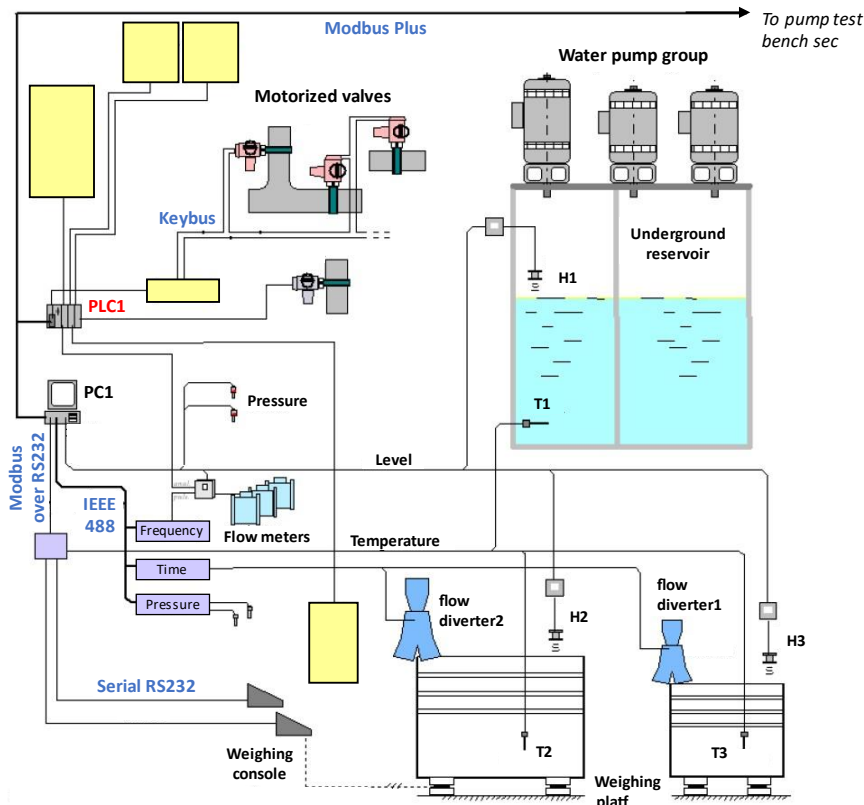 To pump test
bench sec
Modbus Plus
Water pump group
Motorized valves
Keybus
Underground
reservoir
H1
PLC1
PC1
Pressure
T1
Modbus
over RS232
Level
IEEE
488
Frequency
Flow meters
Temperature
Time
Pressure
flow
diverter2
H2
flow
diverter1
H3
Serial RS232
Weighing
console
T2
T3
Weighing
platf